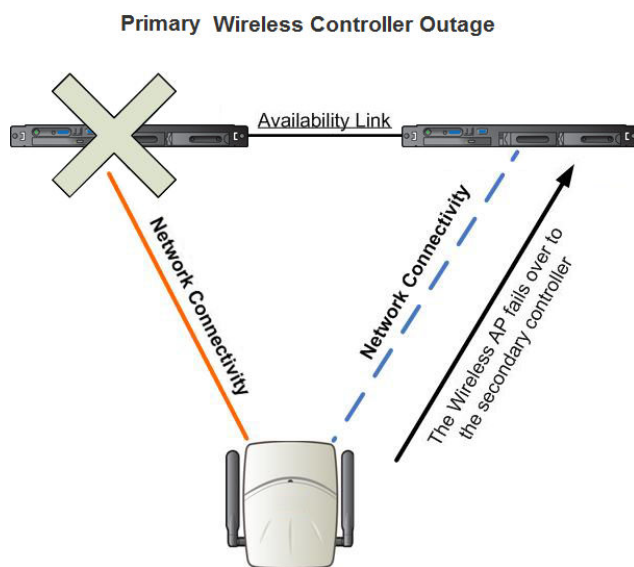 Primary Wireless Controller Outage
Availability Link
Network Connectivity
Network Connectivity
The Wireless AP fails over to
the secondary controller